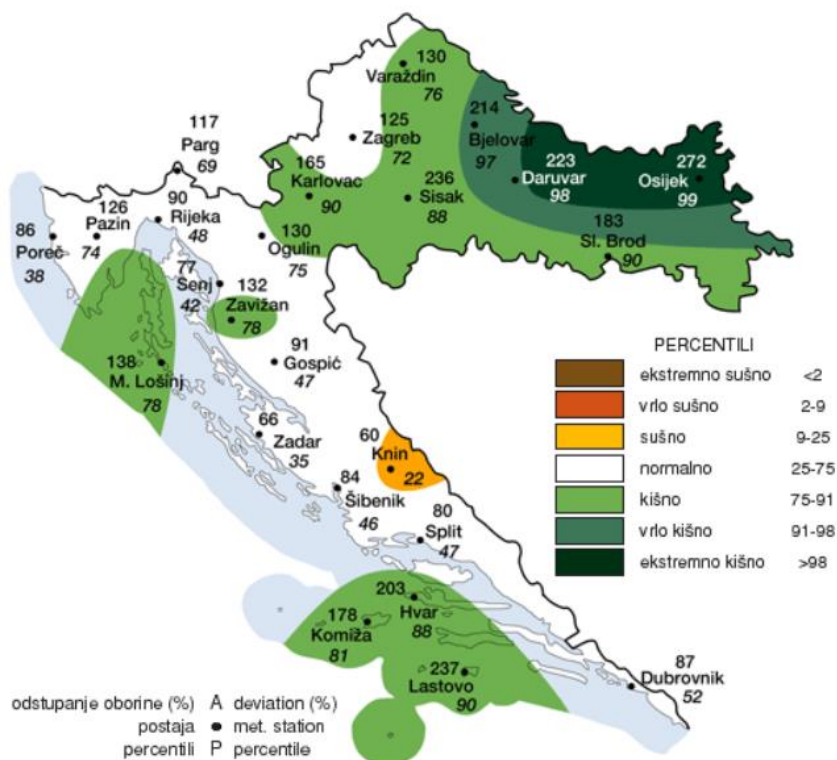 130
Varaždin
76
125
Zagreb
72
214
Bjelovar
97
223
Daruvar
98
272
Osijek
99
117
Parg
69
165
Karlovac
90
236
Sisak
88
183
Sl. Brod
90
86
Poreč
38
126
Pazin
74
90
Rijeka
48
130
Ogulin
75
77
Senj
42
132
Zavižan
78
91
Gospić
47
138
M. Lošinj
78
66
Zadar
35
60
Knin
22
84
Šibenik
46
80
Split
47
203
Hvar
88
178
Komiža
81
237
Lastovo
90
87
Dubrovnik
52
PERCENTILI
ekstremno sušno <2
vrlo sušno 2-9
sušno 9-25
normalno 25-75
kišno 75-91
vrlo kišno 91-98
ekstremno kišno >98
odstupanje oborine (%) A deviation (%)
postaja ● met. station
percentili P percentile